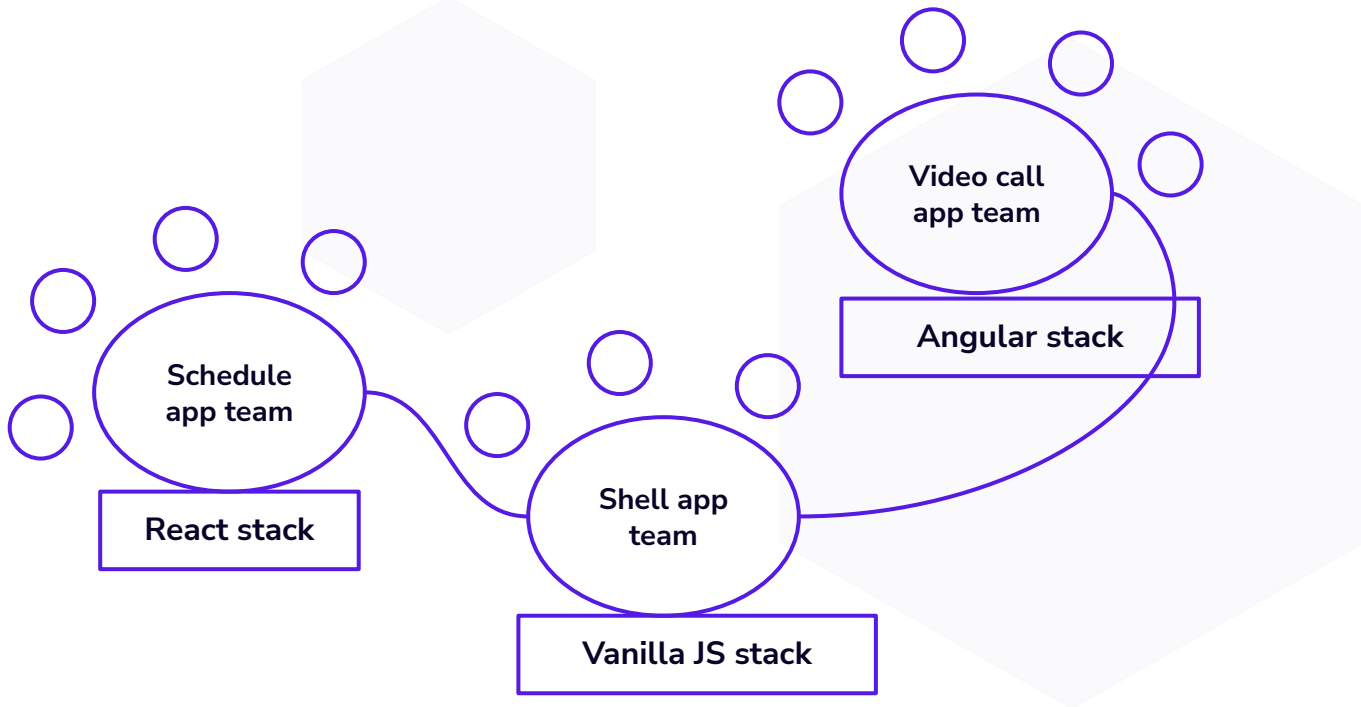 Video call
app team
Angular stack
Schedule
app team
React stack
Shell app
team
Vanilla JS stack